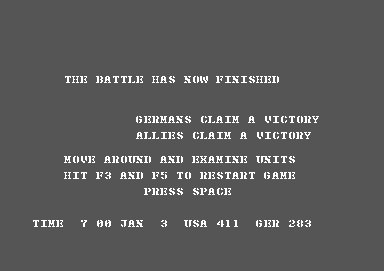 THE BATTLE HAS NOW FINISHED
GERMANS CLAIM A VICTORY
ALLIES CLAIM A VICTORY
MOVE AROUND AND EXAMINE UNITS
HIT F3 AND F5 TO RESTART GAME
PRESS SPACE
TIME 7 00 JAN 3 USA 411 GER 283